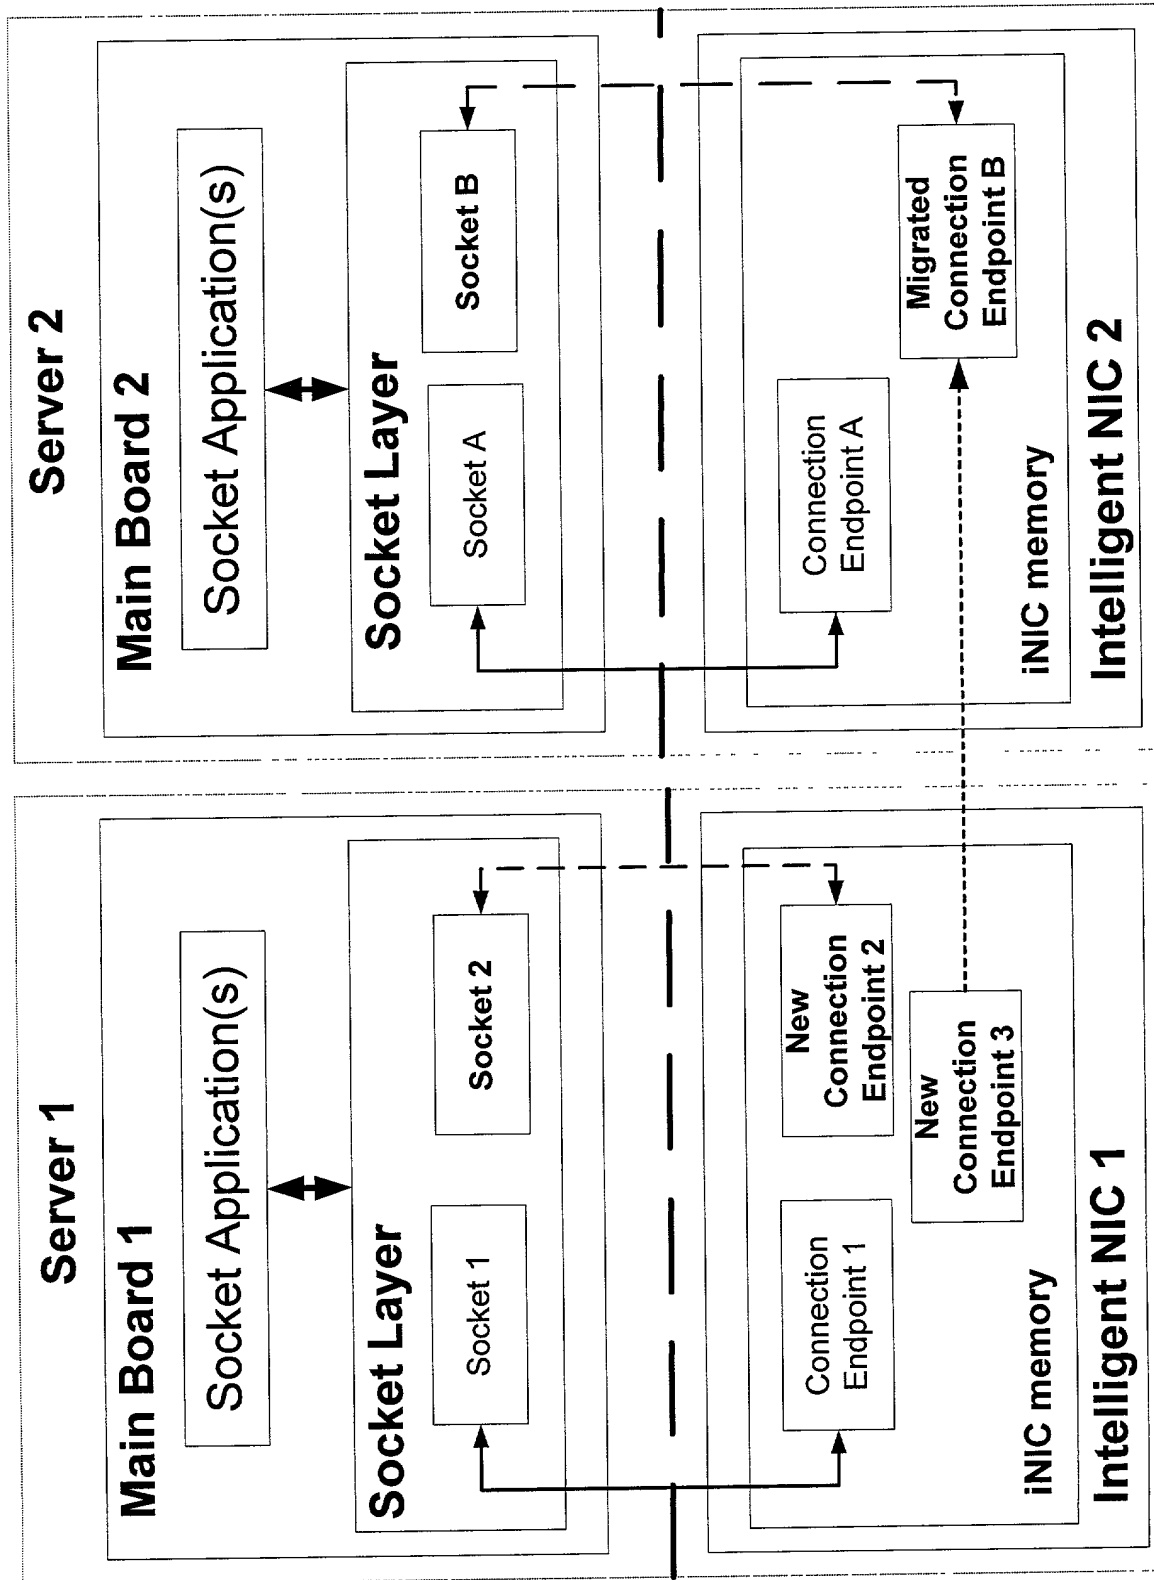 Server 1
Main Board 1
Socket Application(s)
Socket Layer
Socket 1
Socket 2
Connection
Endpoint 1
New
Connection
Endpoint 2
New
Connection
Endpoint 3
iNIC memory
Intelligent NIC 1
Server 2
Main Board 2
Socket Application(s)
Socket Layer
Socket A
Socket B
Connection
Endpoint A
Migrated
Connection
Endpoint B
iNIC memory
Intelligent NIC 2